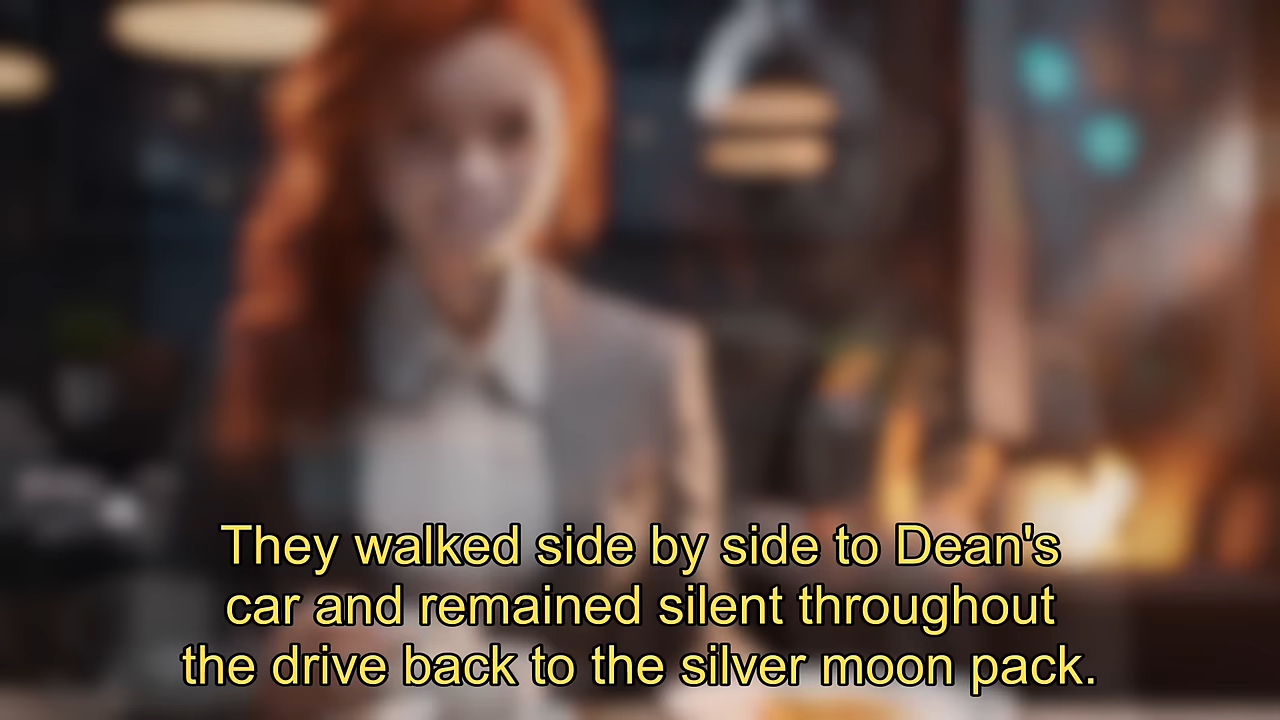 They walked side by side to Dean's
car and remained silent throughout
the drive back to the silver moon pack.